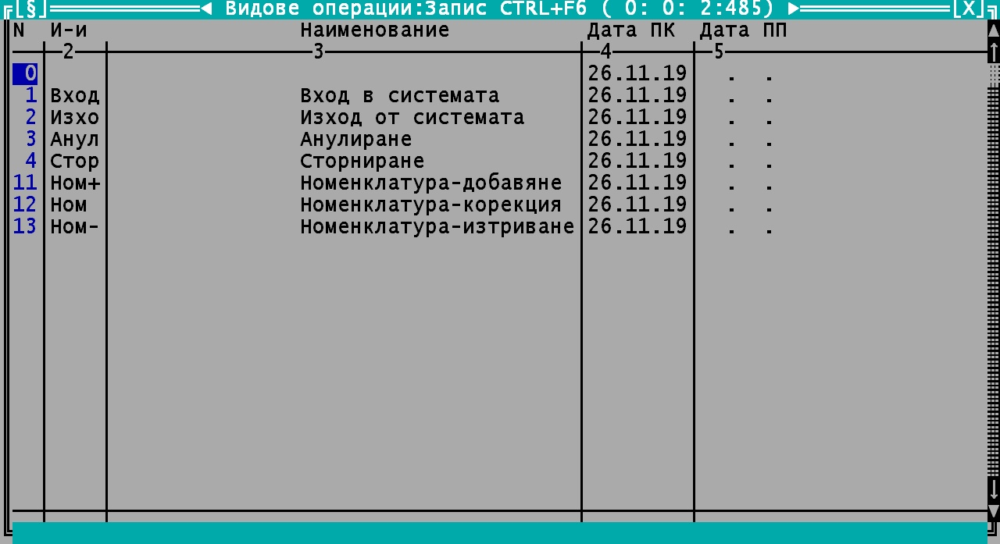 [§] Видове операции:Запис CTRL+F6 ( 0: 0: 2:485) [X]
N И-и Наименование Дата ПК Дата ПП
2 3 4 5
0 26.11.19 . .
1 Вход Вход в системата 26.11.19 . .
2 Изхо Изход от системата 26.11.19 . .
3 Анул Анулиране 26.11.19 . .
4 Стор Сторниране 26.11.19 . .
11 Ном+ Номенклатура-добавяне 26.11.19 . .
12 Ном Номенклатура-корекция 26.11.19 . .
13 Ном- Номенклатура-изтриване 26.11.19 . .